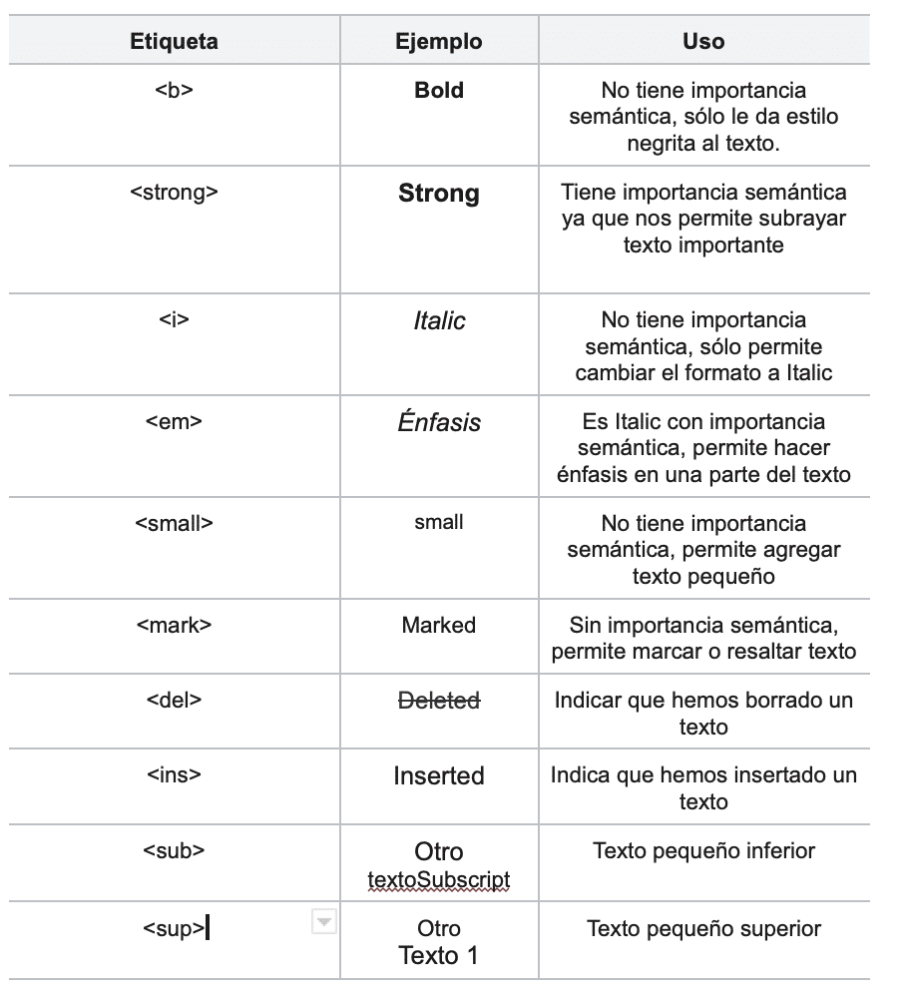 Etiqueta Ejemplo Uso
<b> Bold No tiene importancia
semántica, sólo le da estilo
negrita al texto.
<strong> Strong Tiene importancia semántica
ya que nos permite subrayar
texto importante
<i> Italic No tiene importancia
semántica, sólo permite
cambiar el formato a Italic
<em> Énfasis Es Italic con importancia
semántica, permite hacer
énfasis en una parte del texto
<small> small No tiene importancia
semántica, permite agregar
texto pequeño
<mark> Marked Sin importancia semántica,
permite marcar o resaltar texto
<del> Deleted Indicar que hemos borrado un
texto
<ins> Inserted Indica que hemos insertado un
texto
<sub> Otro Texto pequeño inferior
textoSubscript
<sup> Otro Texto pequeño superior
Texto 1